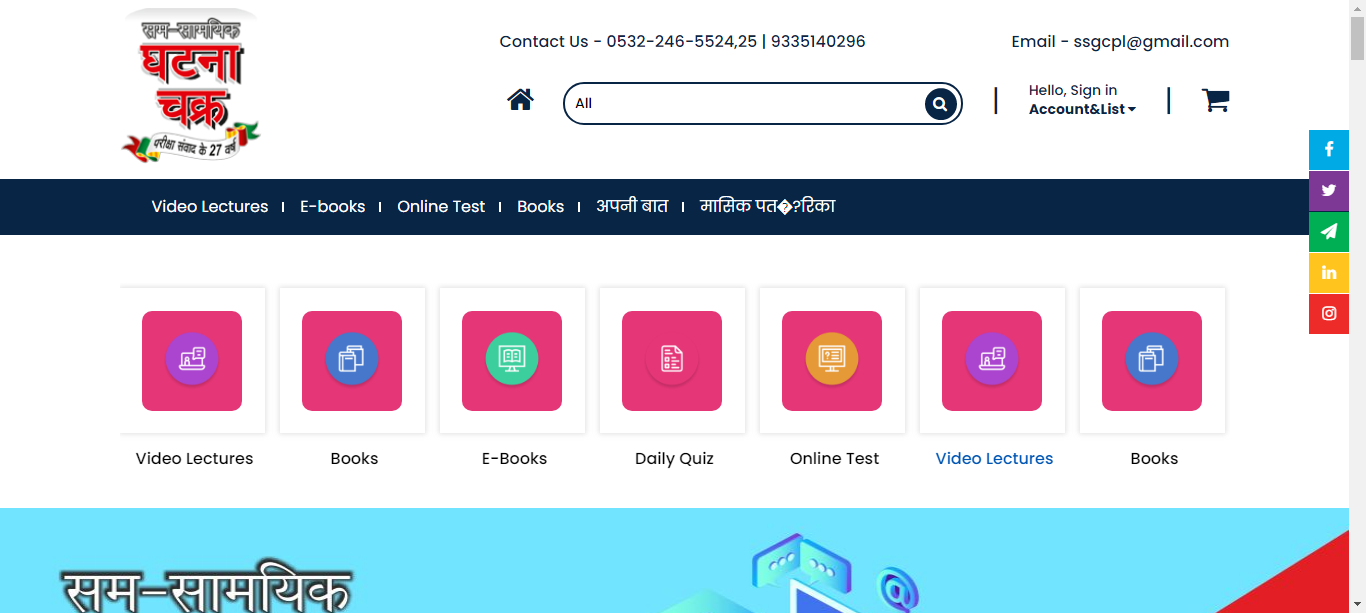 सम-सामयिक
घटना
चक्र
परीक्षा संवाद के 27 वर्ष
Contact Us - 0532-246-5524,25 | 9335140296
Email - ssgcpl@gmail.com
All
Hello, Sign in
Account&List
Video Lectures
E-books
Online Test
Books
अपनी बात
मासिक पत�?रिका
Video Lectures
Books
E-Books
Daily Quiz
Online Test
Video Lectures
Books
सम-सामयिक